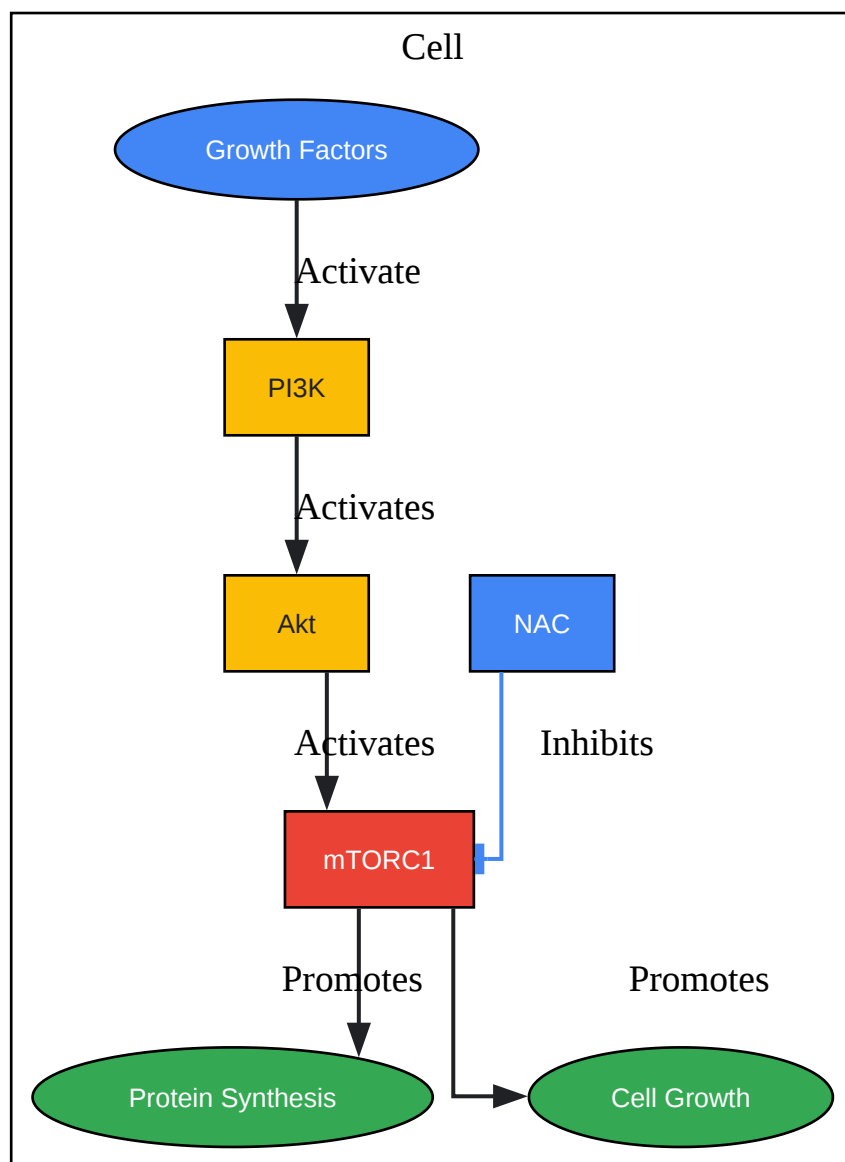 Cell
Growth Factors
Activate
PI3K
Activates
Akt
NAC
Activates
Inhibits
mTORC1
Promotes
Promotes
Protein Synthesis
Cell Growth